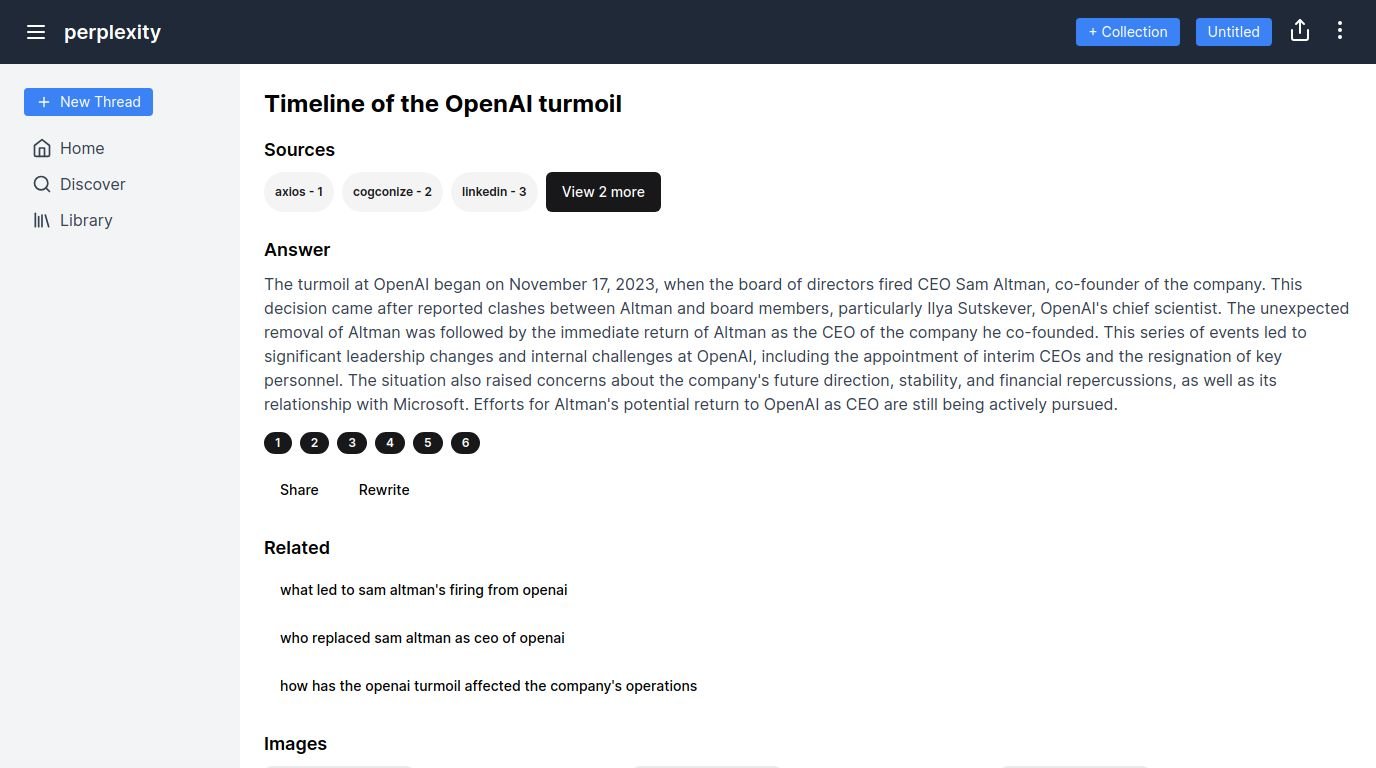 perplexity
+ Collection
Untitled
New Thread
Home
Discover
Library
Timeline of the OpenAI turmoil
Sources
axios - 1
cogconize - 2
linkedin - 3
View 2 more
Answer
The turmoil at OpenAI began on November 17, 2023, when the board of directors fired CEO Sam Altman, co-founder of the company. This
decision came after reported clashes between Altman and board members, particularly Ilya Sutskever, OpenAI's chief scientist. The unexpected
removal of Altman was followed by the immediate return of Altman as the CEO of the company he co-founded. This series of events led to
significant leadership changes and internal challenges at OpenAI, including the appointment of interim CEOs and the resignation of key
personnel. The situation also raised concerns about the company's future direction, stability, and financial repercussions, as well as its
relationship with Microsoft. Efforts for Altman's potential return to OpenAI as CEO are still being actively pursued.
1 2 3 4 5 6
Share
Rewrite
Related
what led to sam altman's firing from openai
who replaced sam altman as ceo of openai
how has the openai turmoil affected the company's operations
Images